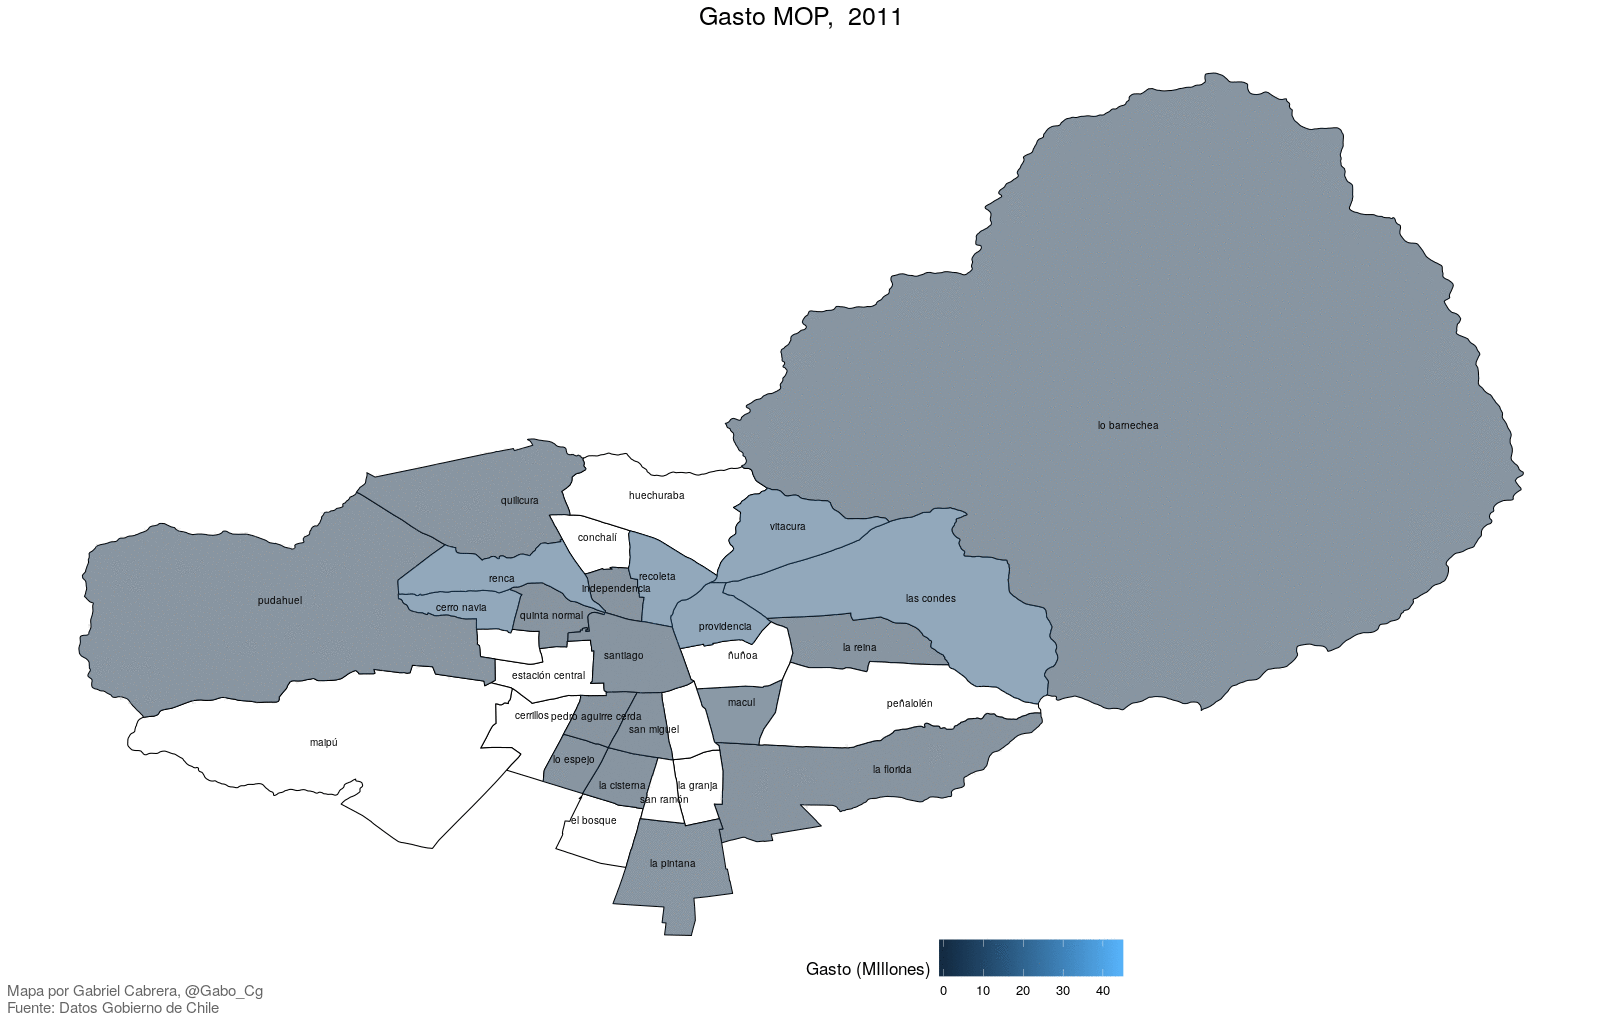 Gasto MOP,  2011
lo barnechea
quilicura
huechuraba
vitacura
conchalí
renca
recoleta
independencia
pudahuel
cerro navia
las condes
quinta normal
providencia
santiago
ñuñoa
la reina
estación central
macul
peñalolén
cerrillos
pedro aguirre cerda
san miguel
maipú
lo espejo
la florida
la cisterna
la granja
san ramón
el bosque
la pintana
Gasto (MIllones)
0 10 20 30 40
Mapa por Gabriel Cabrera, @Gabo_Cg
Fuente: Datos Gobierno de Chile